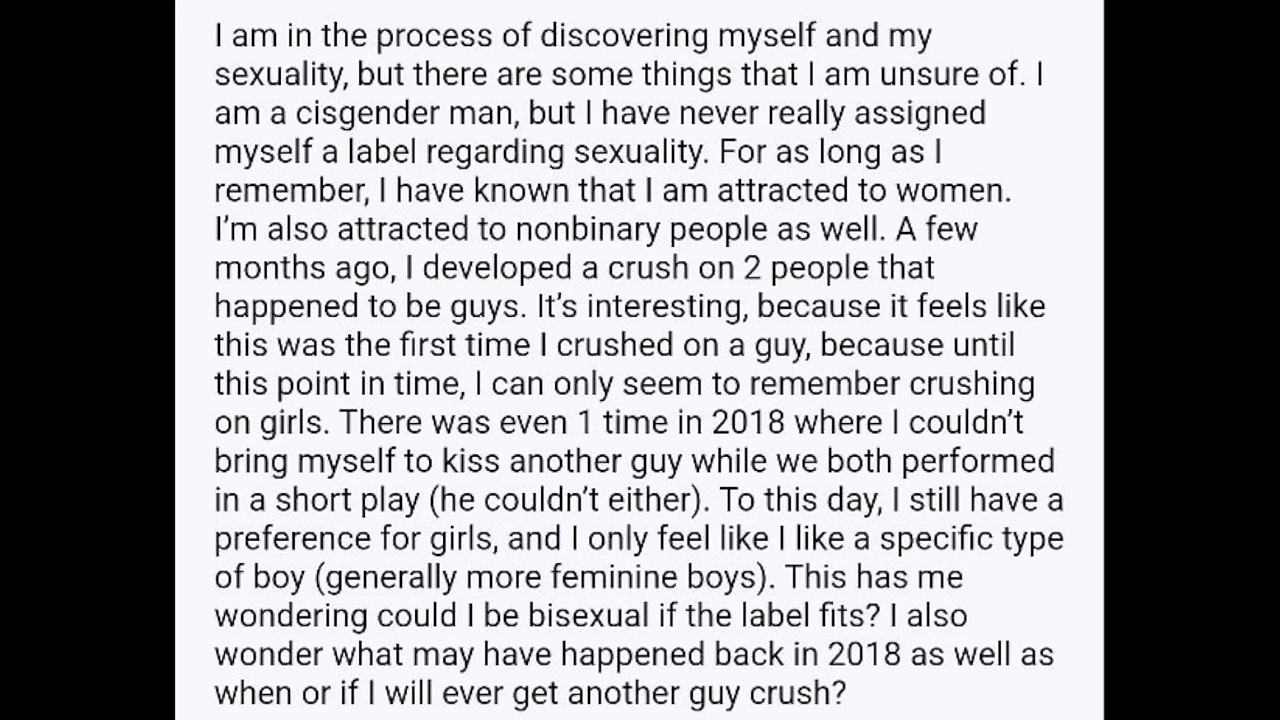 I am in the process of discovering myself and my
sexuality, but there are some things that I am unsure of. I
am a cisgender man, but I have never really assigned
myself a label regarding sexuality. For as long as I
remember, I have known that I am attracted to women.
I’m also attracted to nonbinary people as well. A few
months ago, I developed a crush on 2 people that
happened to be guys. It’s interesting, because it feels like
this was the first time I crushed on a guy, because until
this point in time, I can only seem to remember crushing
on girls. There was even 1 time in 2018 where I couldn’t
bring myself to kiss another guy while we both performed
in a short play (he couldn’t either). To this day, I still have a
preference for girls, and I only feel like I like a specific type
of boy (generally more feminine boys). This has me
wondering could I be bisexual if the label fits? I also
wonder what may have happened back in 2018 as well as
when or if I will ever get another guy crush?